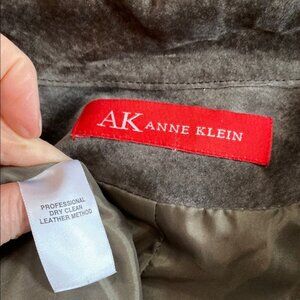 AK ANNE KLEIN
PROFESSIONAL
DRY CLEAN
LEATHER METHOD